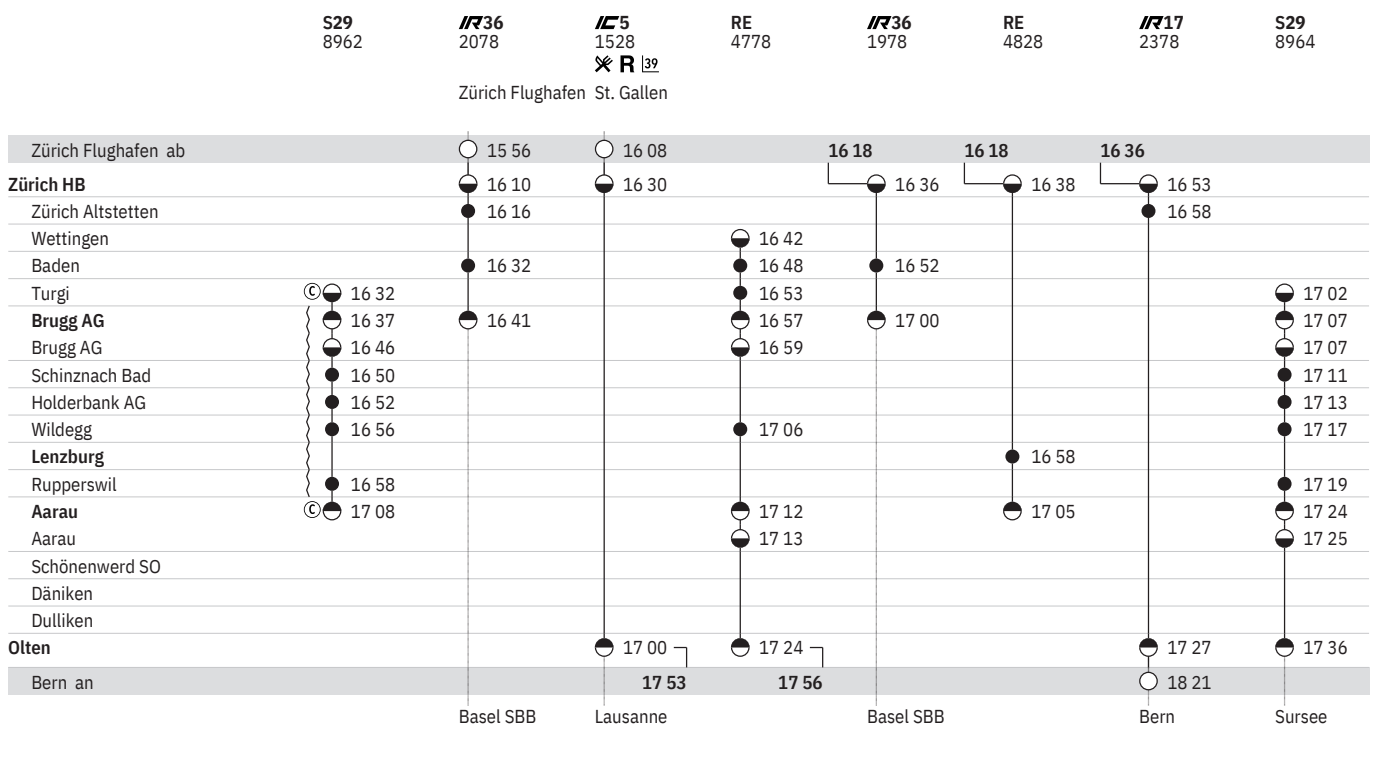 S29 IR36 IC5 RE IR36 RE IR17 S29
8962 2078 1528 4778 1978 4828 2378 8964
R 39
Zürich Flughafen St. Gallen
Zürich Flughafen ab 15 56 16 08 16 18 16 18 16 36
Zürich HB 16 10 16 30 16 36 16 38 16 53
Zürich Altstetten 16 16 16 58
Wettingen 16 42
Baden 16 32 16 48 16 52
Turgi C 16 32 16 53 17 02
Brugg AG 16 37 16 41 16 57 17 00 17 07
Brugg AG 16 46 16 59 17 07
Schinznach Bad 16 50 17 11
Holderbank AG 16 52 17 13
Wildegg 16 56 17 06 17 17
Lenzburg 16 58
Rupperswil 16 58 17 19
Aarau C 17 08 17 12 17 05 17 24
Aarau 17 13 17 25
Schönenwerd SO
Däniken
Dulliken
Olten 17 00 17 24 17 27 17 36
Bern an 17 53 17 56 18 21
Basel SBB Lausanne Basel SBB Bern Sursee